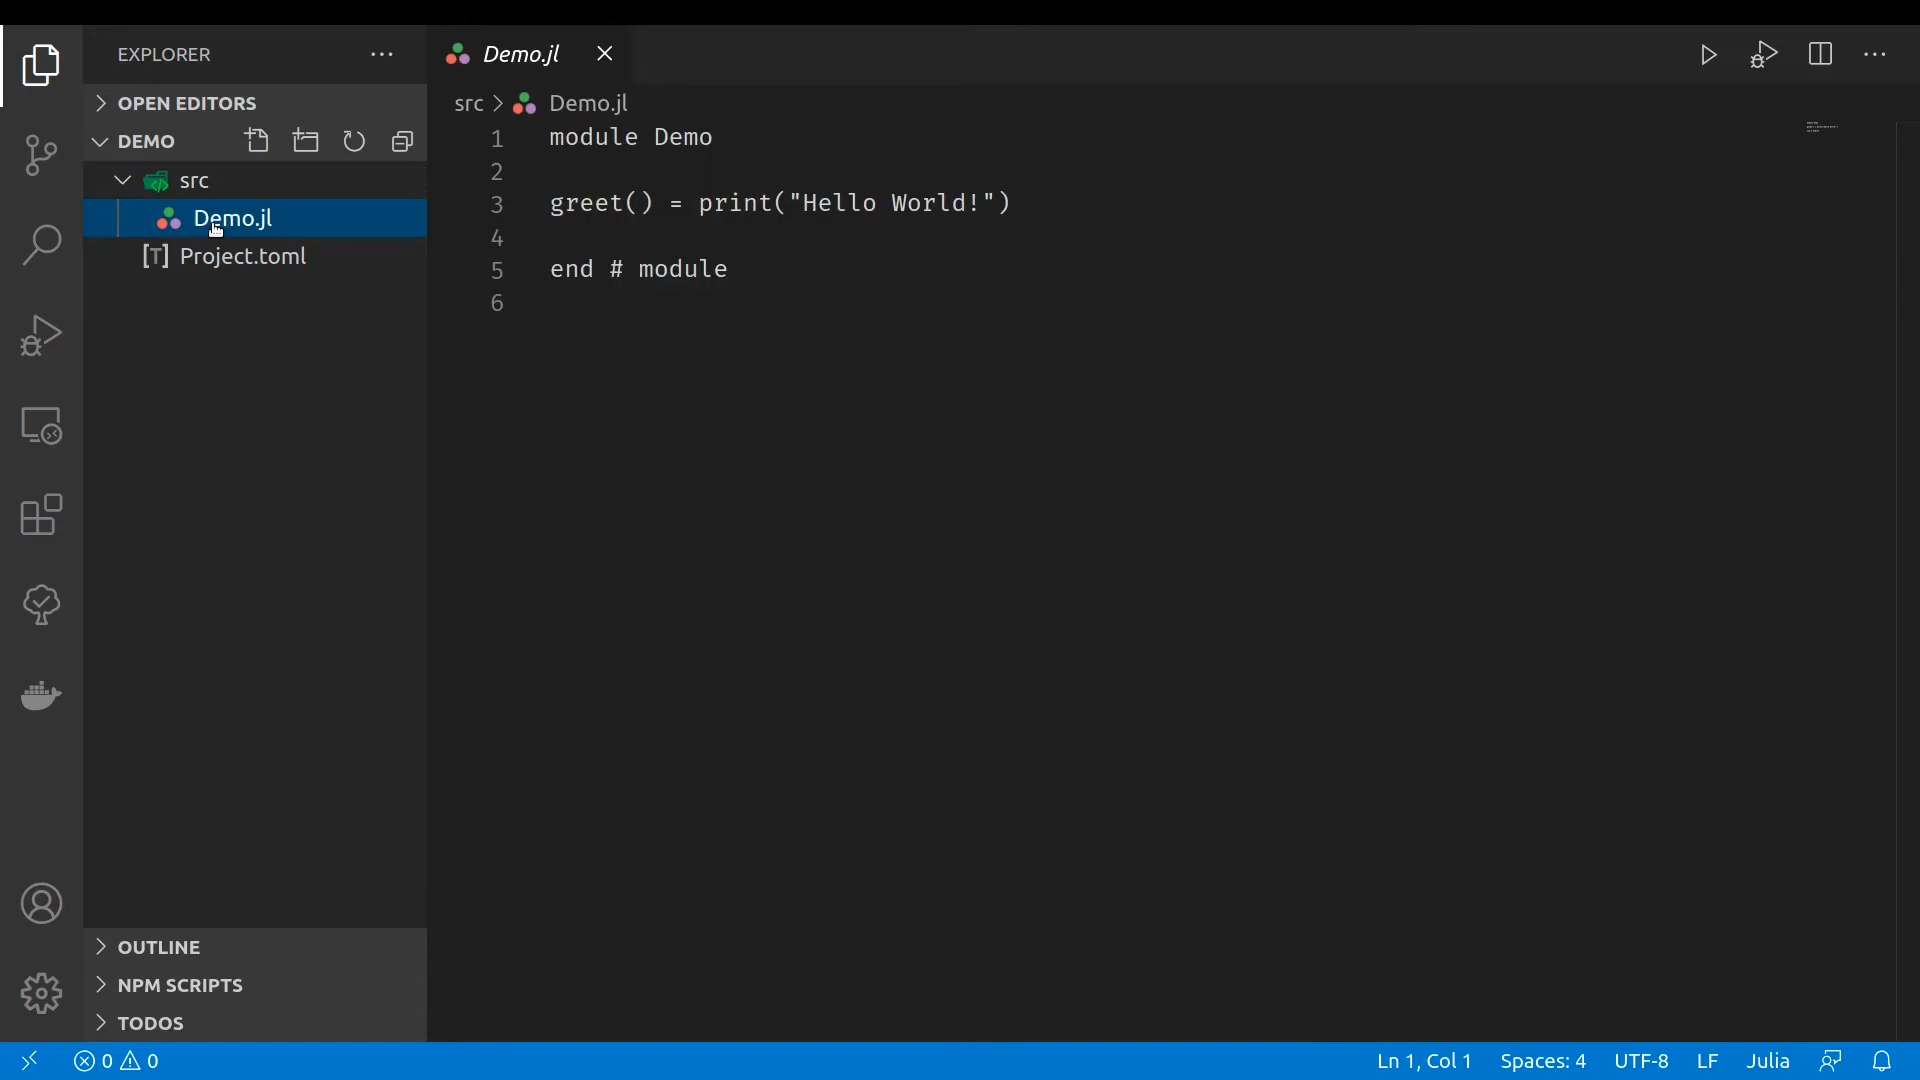 EXPLORER
OPEN EDITORS
DEMO
src
Demo.jl
[T] Project.toml
OUTLINE
NPM SCRIPTS
TODOS
Demo.jl
src > Demo.jl
1 module Demo
2
3 greet() = print("Hello World!")
4
5 end # module
6
0 0
Ln 1, Col 1 Spaces: 4 UTF-8 LF Julia